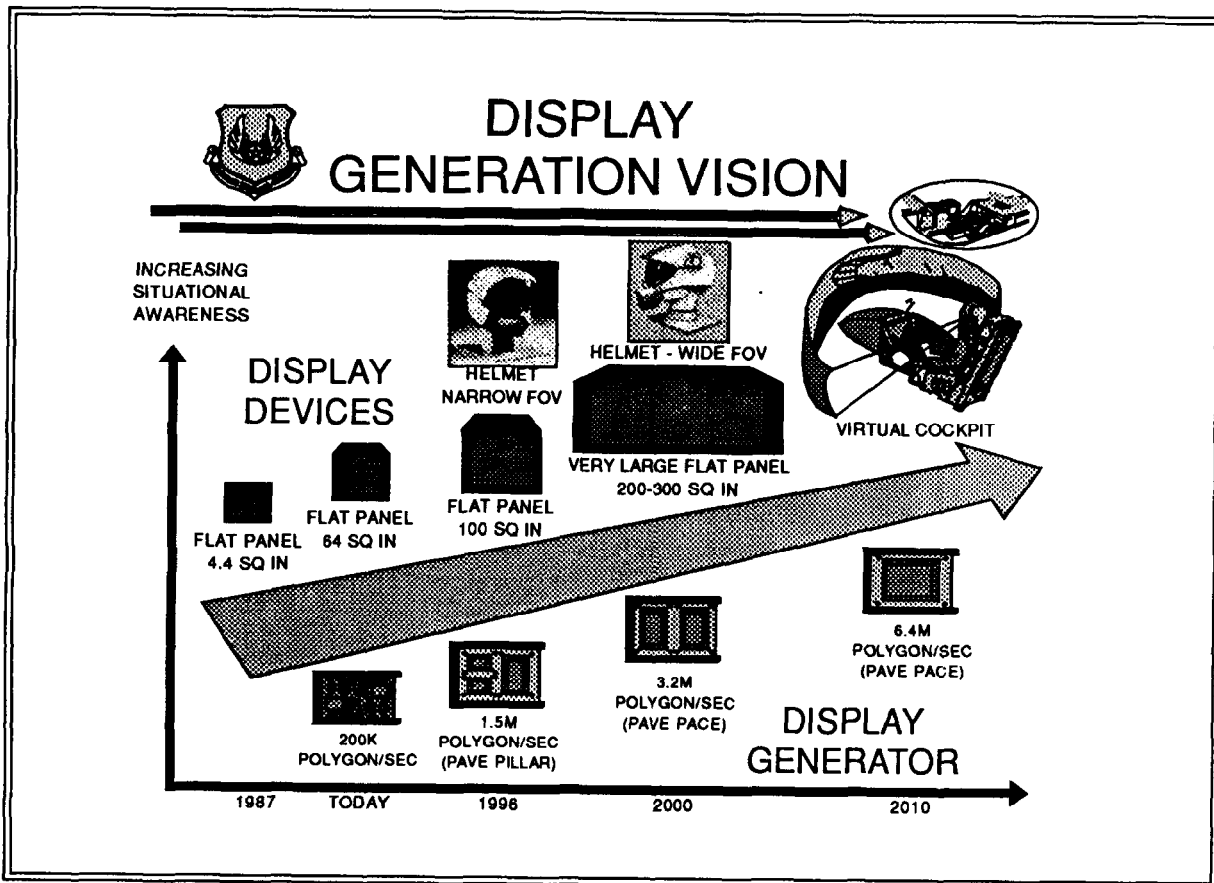 DISPLAY
GENERATION VISION
INCREASING
SITUATIONAL
AWARENESS
DISPLAY
DEVICES
HELMET
NARROW FOV
HELMET - WIDE FOV
VIRTUAL COCKPIT
FLAT PANEL
4.4 SQ IN
FLAT PANEL
64 SQ IN
FLAT PANEL
100 SQ IN
VERY LARGE FLAT PANEL
200-300 SQ IN
200K
POLYGON/SEC
1.5M
POLYGON/SEC
(PAVE PILLAR)
3.2M
POLYGON/SEC
(PAVE PACE)
6.4M
POLYGON/SEC
(PAVE PACE)
DISPLAY
GENERATOR
1987
TODAY
1996
2000
2010